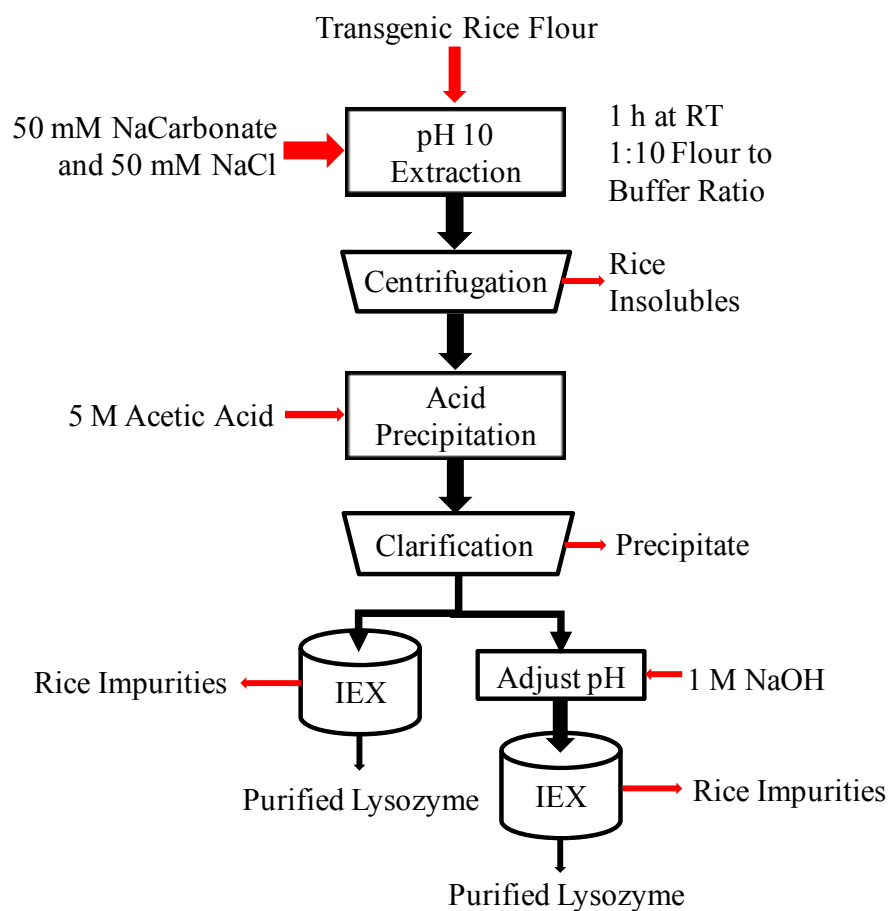 Transgenic Rice Flour
50 mM NaCarbonate
and 50 mM NaCl
pH 10
Extraction
1 h at RT
1:10 Flour to
Buffer Ratio
Centrifugation
Rice
Insolubles
5 M Acetic Acid
Acid
Precipitation
Clarification
Precipitate
Rice Impurities
IEX
Adjust pH
1 M NaOH
Purified Lysozyme
IEX
Rice Impurities
Purified Lysozyme